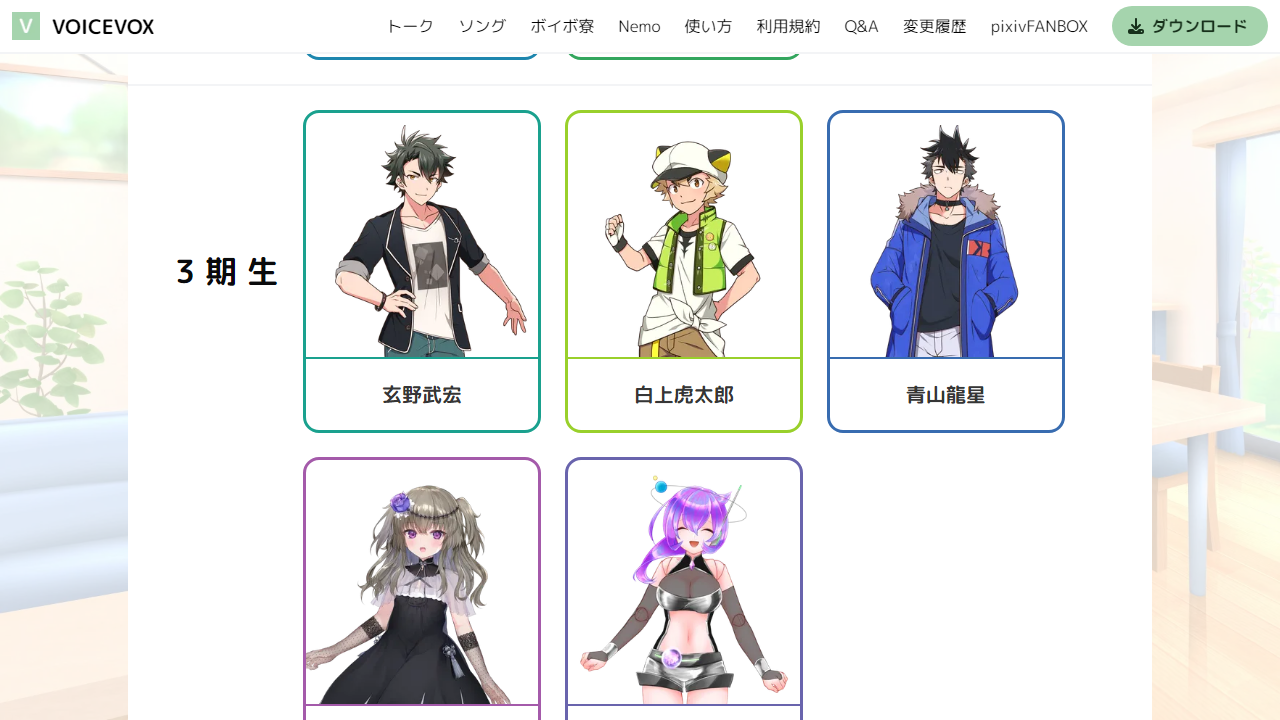 V VOICEVOX トーク ソング ボイボ寮 Nemo 使い方 利用規約 Q&A 変更履歴 pixivFANBOX ダウンロード
3期生
玄野武宏 白上虎太郎 青山龍星